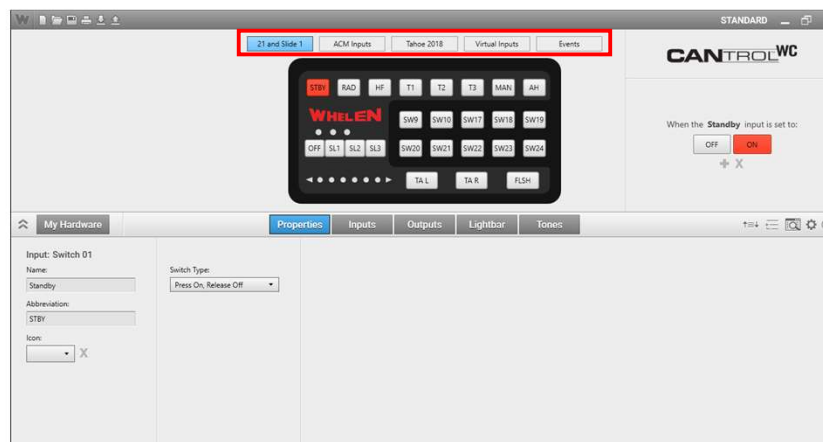 W STANDARD
21 and Slide 1 ACM Inputs Tahoe 2018 Virtual Inputs Events
CANTROL WC
STBY RAD HF T1 T2 T3 MAN AH
WHELEN
SW9 SW10 SW17 SW18 SW19
OFF SL1 SL2 SL3 SW20 SW21 SW22 SW23 SW24
TA L TA R FLSH
When the Standby input is set to:
OFF ON
My Hardware Properties Inputs Outputs Lightbar Tones
Input: Switch 01
Name:
Standby
Abbreviation:
STBY
Icon:
Switch Type:
Press On, Release Off